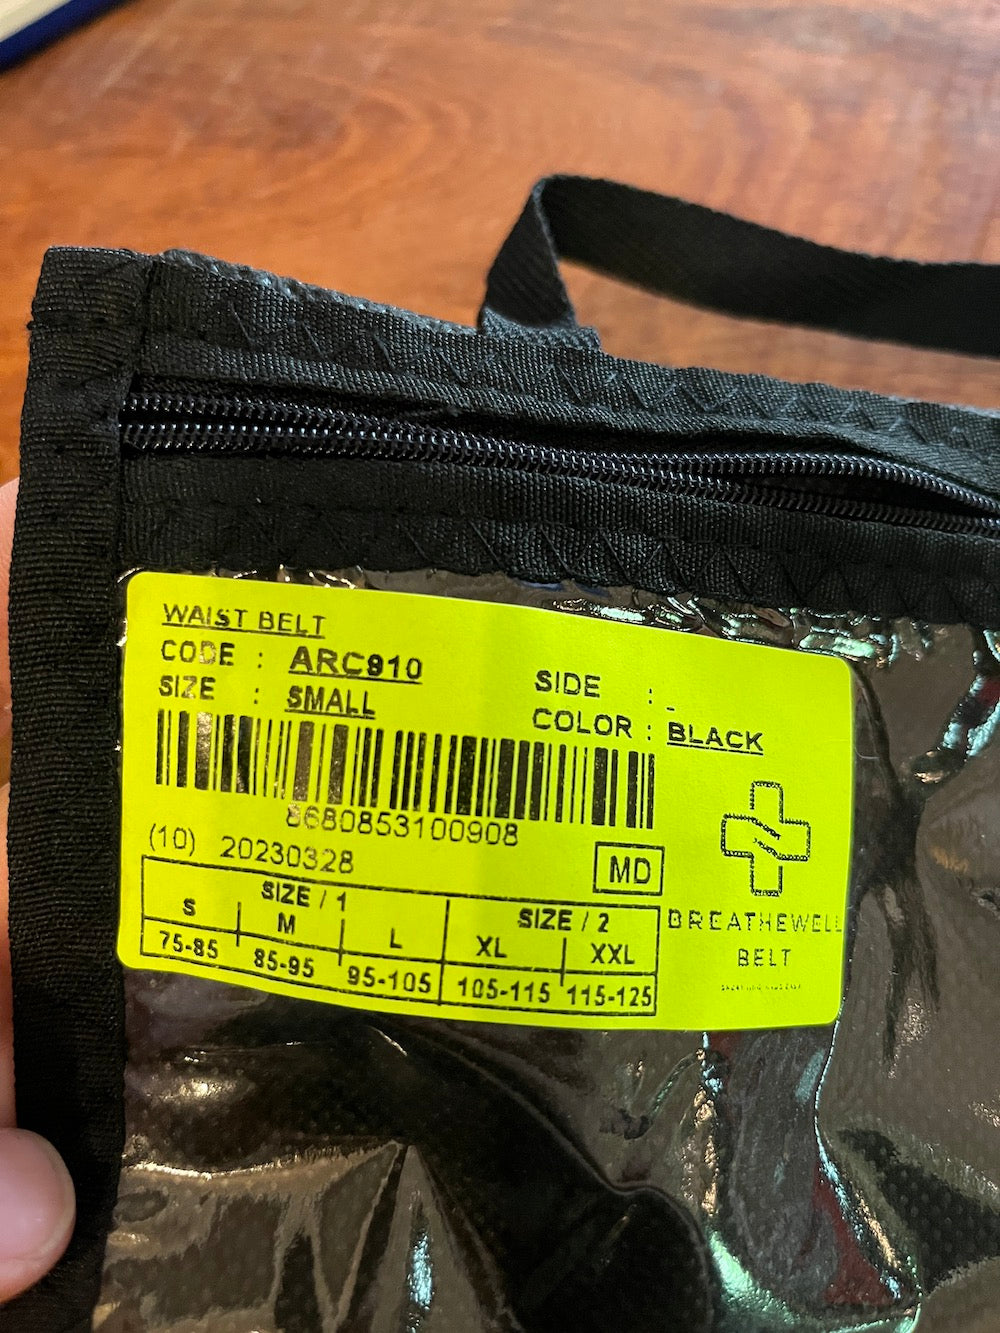 WAIST BELT
CODE : ARC910
SIZE : SMALL
SIDE : -
COLOR : BLACK
8680853100908
(10) 20230328
MD
SIZE / 1
SIZE / 2
S M L XL XXL
75-85 85-95 95-105 105-115 115-125
BREATHEWELL
BELT